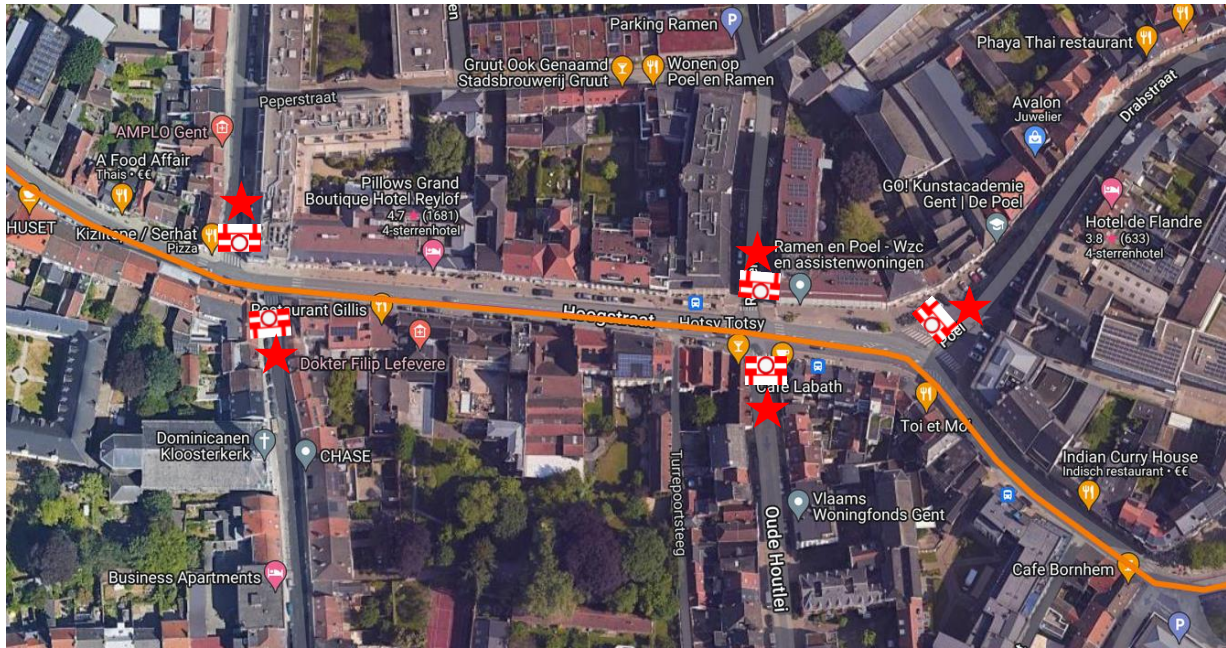 Parking Ramen
P
Phaya Thai restaurant
Gruut Ook Genaamd
Stadsbrouwerij Gruut
Wonen op
Poel en Ramen
Drabstraat
Peperstraat
Avalon
Juwelier
AMPLO Gent
A Food Affair
Thais • €€
Pillows Grand
Boutique Hotel Reylof
4.7 ★ (1681)
4-sterrenhotel
GO! Kunstacademie
Gent | De Poel
Hotel de Flandre
3.8 ★ (633)
4-sterrenhotel
HUSET
Kiziltepe / Serhat
Pizza
Ramen en Poel - Wzc
en assistenwoningen
Restaurant Gillis
Hoogstraat
Hotsy Totsy
Poel
Dokter Filip Lefevere
Café Labath
Toi et Moi
Dominicanen
Kloosterkerk
CHASE
Turrepoortsteeg
Indian Curry House
Indisch restaurant • €€
Vlaams
Woningfonds Gent
Oude Houtlei
Business Apartments
Cafe Bornhem
P